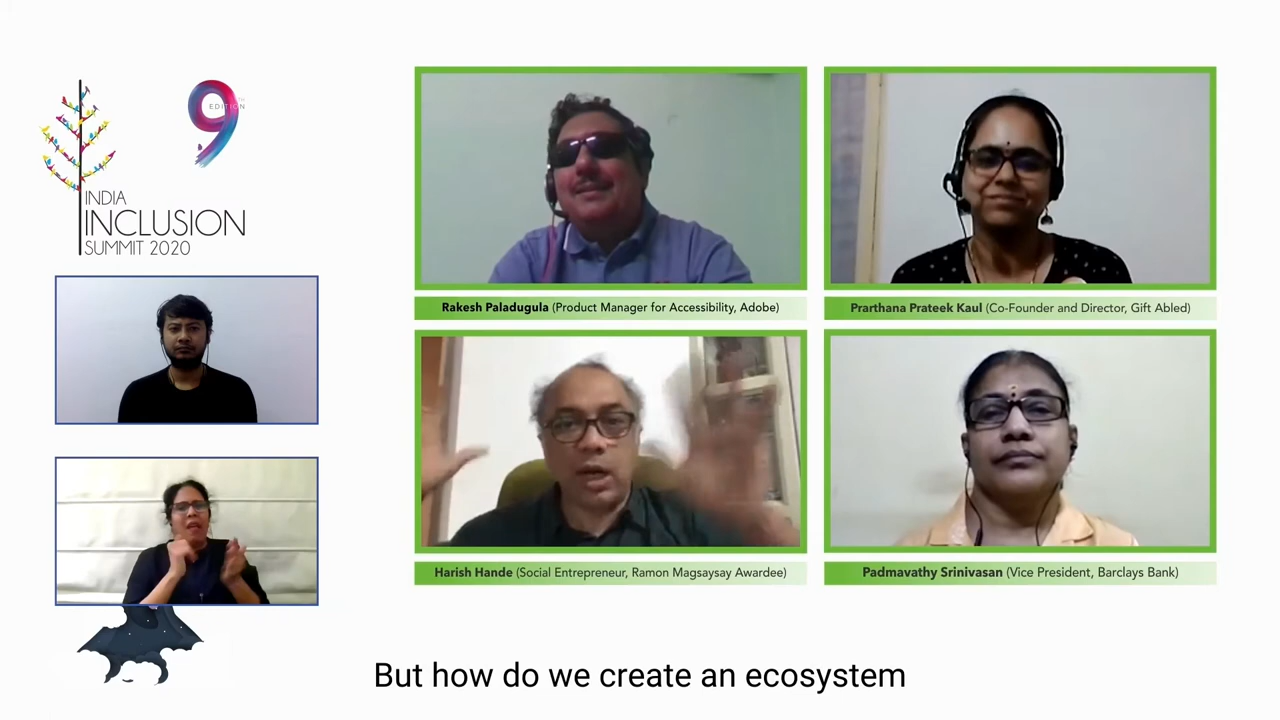 9
TH
EDITION
INDIA
INCLUSION
SUMMIT 2020
Rakesh Paladugula (Product Manager for Accessibility, Adobe)
Prarthana Prateek Kaul (Co-Founder and Director, Gift Abled)
Harish Hande (Social Entrepreneur, Ramon Magsaysay Awardee)
Padmavathy Srinivasan (Vice President, Barclays Bank)
But how do we create an ecosystem